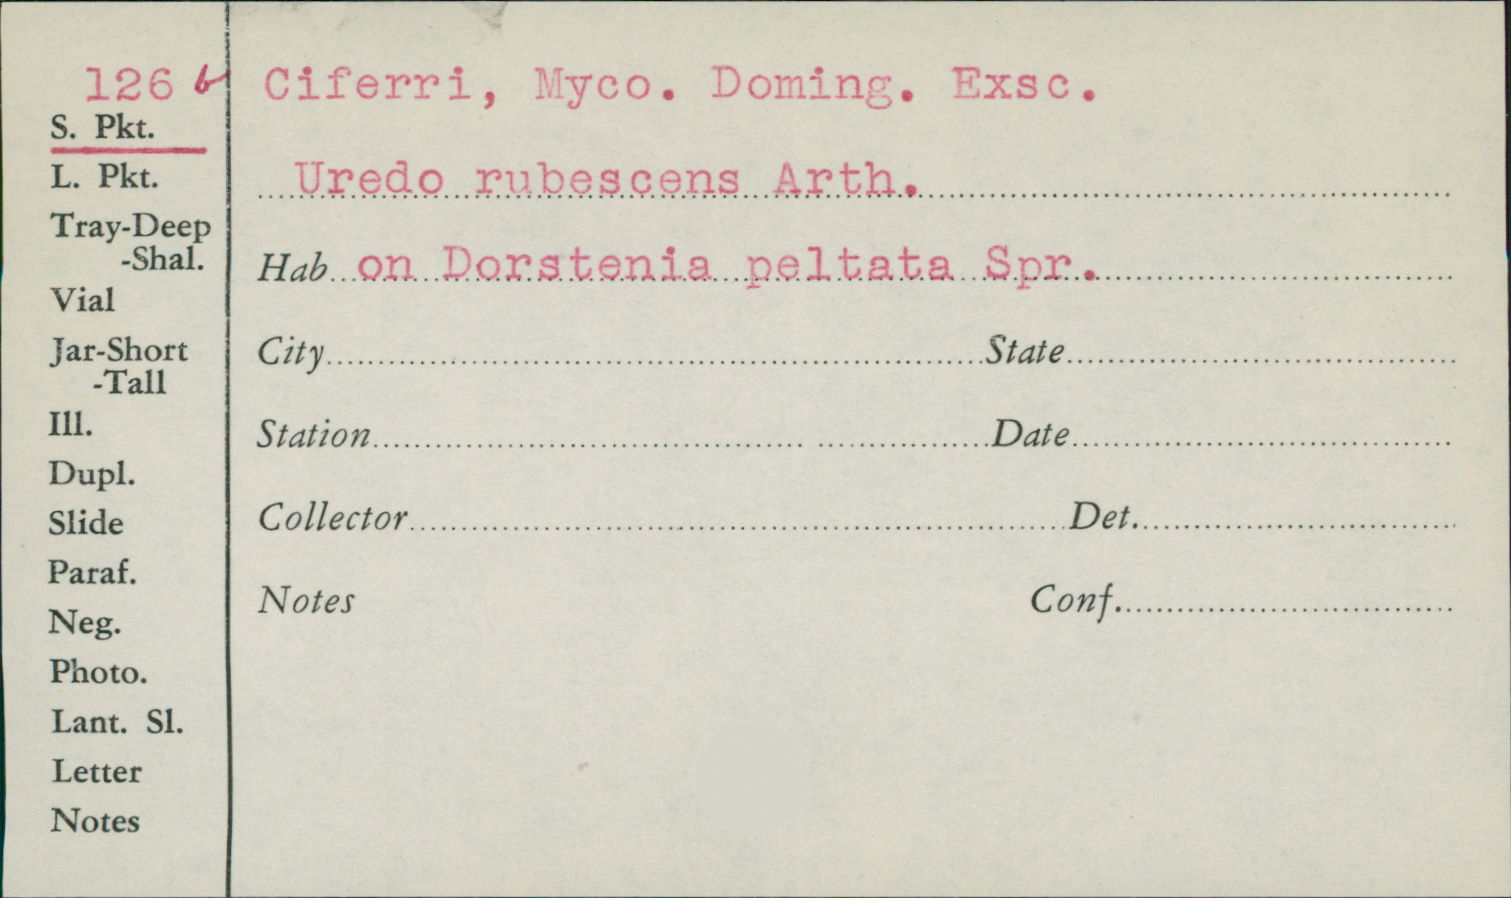 126 b Ciferri, Myco. Doming. Exsc.
S. Pkt.
L. Pkt.
Tray-Deep
-Shal.
Vial
Jar-Short
-Tall
Ill.
Dupl.
Slide
Paraf.
Neg.
Photo.
Lant. Sl.
Letter
Notes
Uredo rubescens Arth.
Hab on Dorstenia peltata Spr.
City State
Station Date
Collector Det.
Notes Conf.